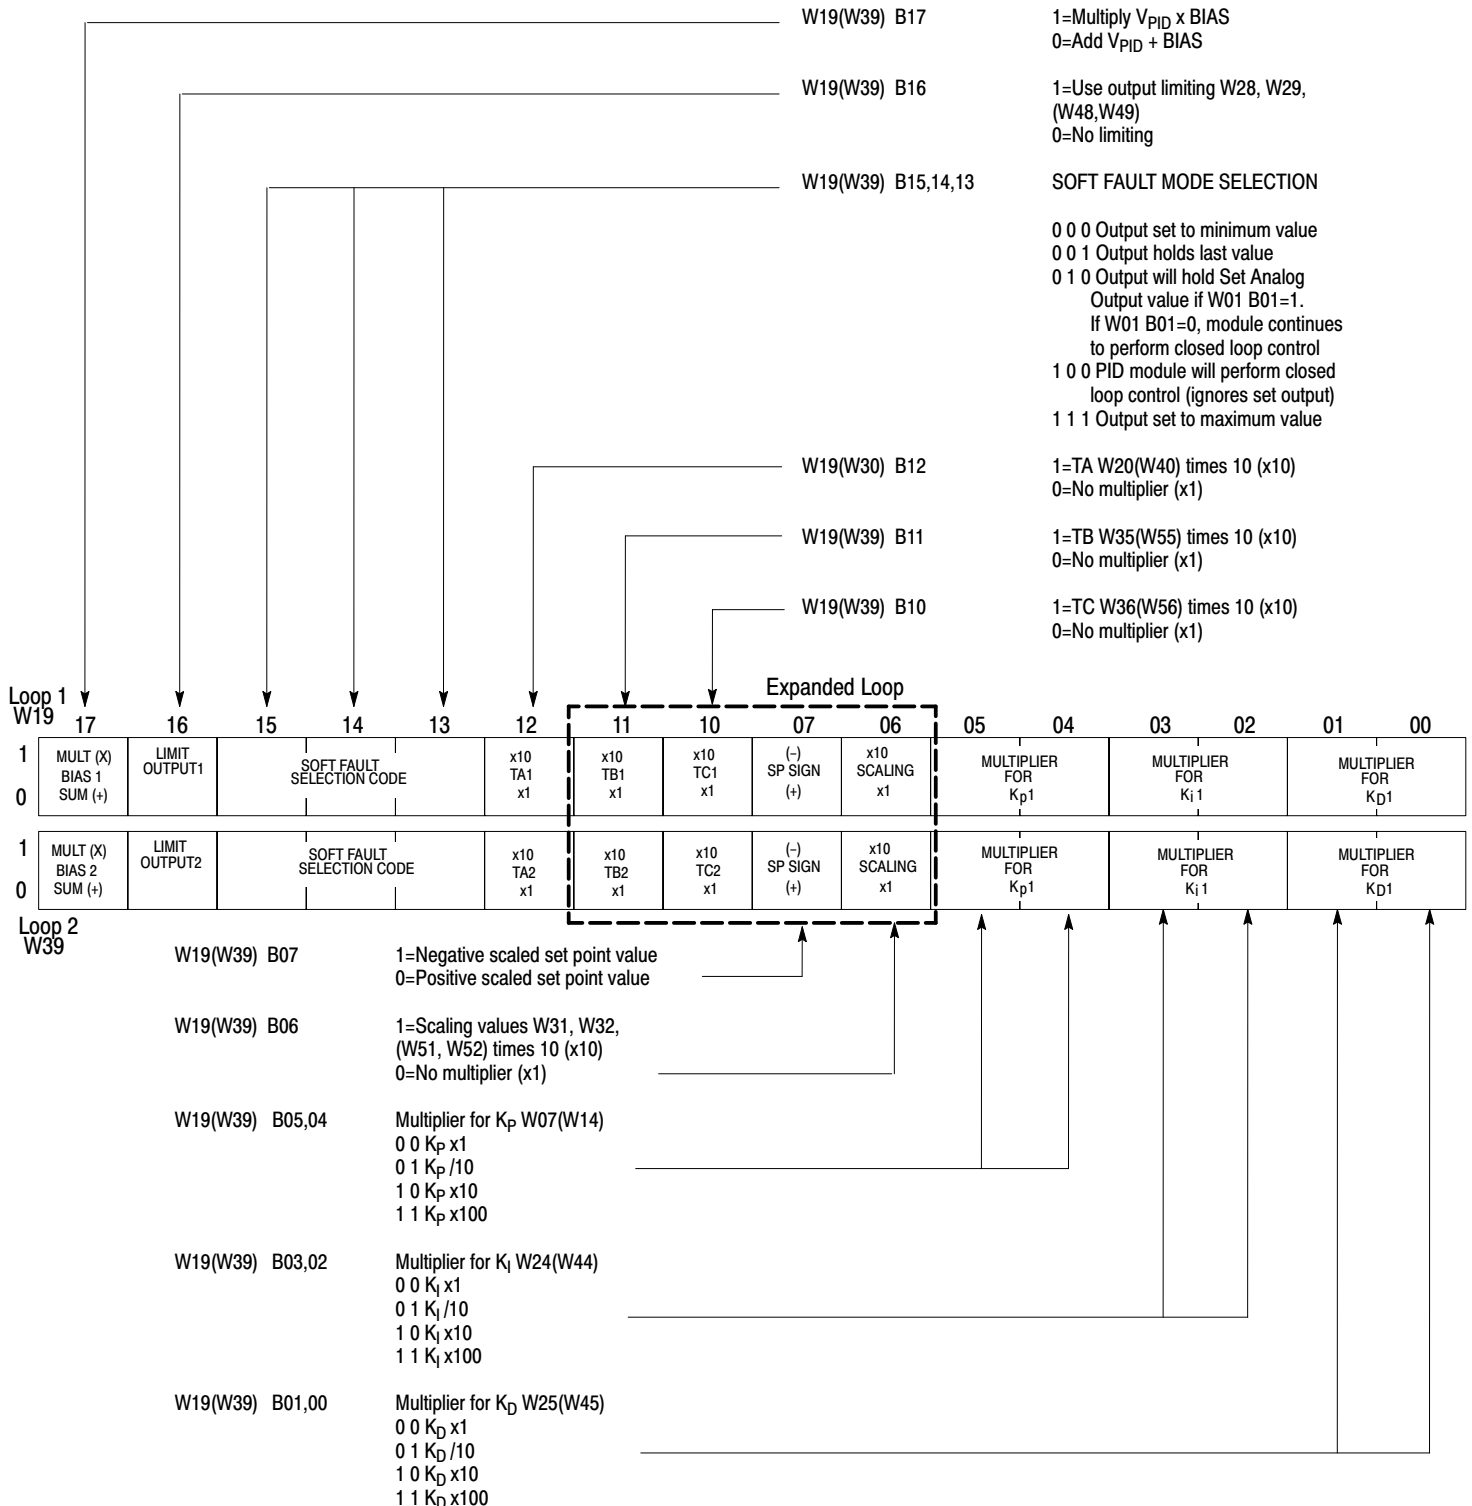 W19(W39) B17 1=Multiply VPID x BIAS
0=Add VPID + BIAS
W19(W39) B16 1=Use output limiting W28, W29,
(W48,W49)
0=No limiting
W19(W39) B15,14,13 SOFT FAULT MODE SELECTION
0 0 0 Output set to minimum value
0 0 1 Output holds last value
0 1 0 Output will hold Set Analog
Output value if W01 B01=1.
If W01 B01=0, module continues
to perform closed loop control
1 0 0 PID module will perform closed
loop control (ignores set output)
1 1 1 Output set to maximum value
W19(W30) B12 1=TA W20(W40) times 10 (x10)
0=No multiplier (x1)
W19(W39) B11 1=TB W35(W55) times 10 (x10)
0=No multiplier (x1)
W19(W39) B10 1=TC W36(W56) times 10 (x10)
0=No multiplier (x1)
Expanded Loop
Loop 1
W19 17 16 15 14 13 12 11 10 07 06 05 04 03 02 01 00
1
0
MULT (X)
BIAS 1
SUM (+)
LIMIT
OUTPUT1
SOFT FAULT
SELECTION CODE
x10
TA1
x1
x10
TB1
x1
x10
TC1
x1
(–)
SP SIGN
(+)
x10
SCALING
x1
MULTIPLIER
FOR
Kp1
MULTIPLIER
FOR
Ki 1
MULTIPLIER
FOR
KD1
1
0
MULT (X)
BIAS 2
SUM (+)
LIMIT
OUTPUT2
SOFT FAULT
SELECTION CODE
x10
TA2
x1
x10
TB2
x1
x10
TC2
x1
(–)
SP SIGN
(+)
x10
SCALING
x1
MULTIPLIER
FOR
Kp1
MULTIPLIER
FOR
Ki 1
MULTIPLIER
FOR
KD1
Loop 2
W39
W19(W39) B07 1=Negative scaled set point value
0=Positive scaled set point value
W19(W39) B06 1=Scaling values W31, W32,
(W51, W52) times 10 (x10)
0=No multiplier (x1)
W19(W39) B05,04 Multiplier for KP W07(W14)
0 0 KP x1
0 1 KP /10
1 0 KP x10
1 1 KP x100
W19(W39) B03,02 Multiplier for KI W24(W44)
0 0 KI x1
0 1 KI /10
1 0 KI x10
1 1 KI x100
W19(W39) B01,00 Multiplier for KD W25(W45)
0 0 KD x1
0 1 KD /10
1 0 KD x10
1 1 KD x100